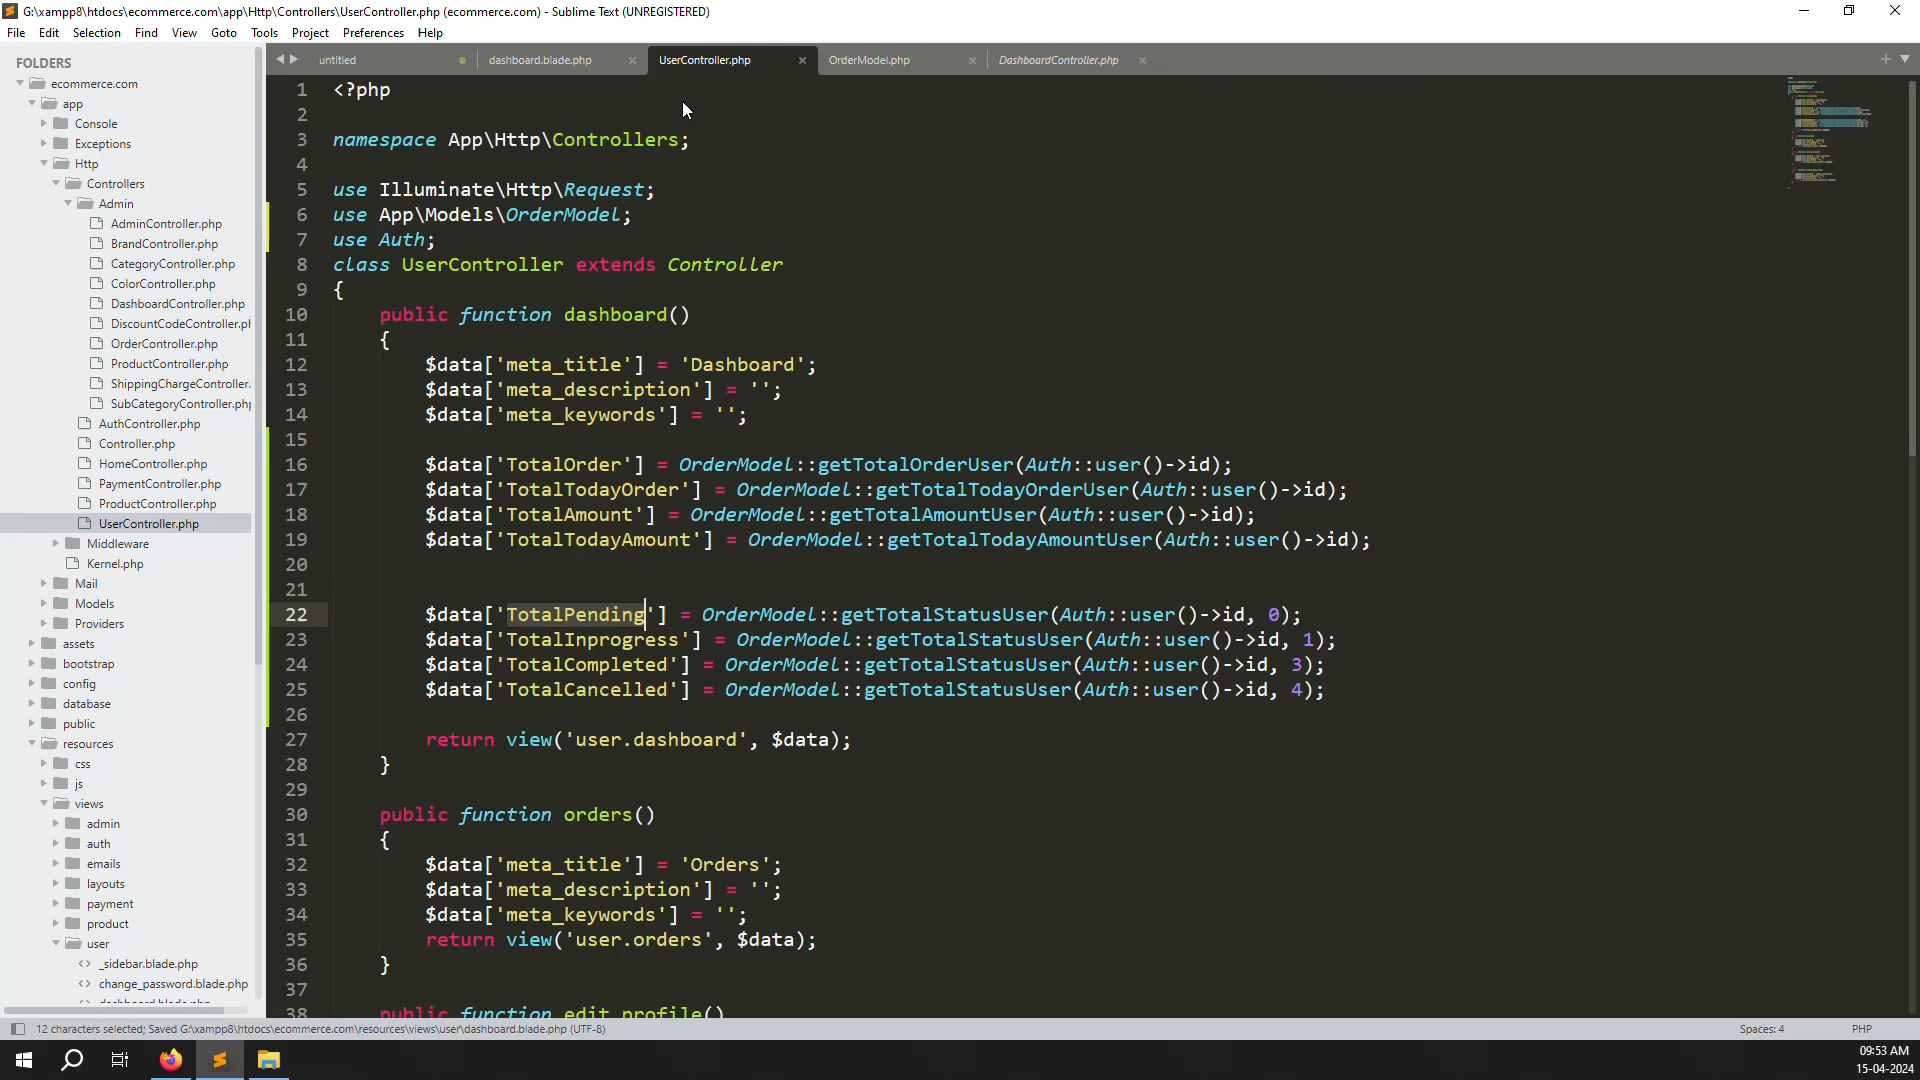 G:\xampp8\htdocs\ecommerce.com\app\Http\Controllers\UserController.php (ecommerce.com) - Sublime Text (UNREGISTERED)
File Edit Selection Find View Goto Tools Project Preferences Help
FOLDERS
ecommerce.com
app
Console
Exceptions
Http
Controllers
Admin
AdminController.php
BrandController.php
CategoryController.php
ColorController.php
DashboardController.php
DiscountCodeController.ph
OrderController.php
ProductController.php
ShippingChargeController.
SubCategoryController.php
AuthController.php
Controller.php
HomeController.php
PaymentController.php
ProductController.php
UserController.php
Middleware
Kernel.php
Mail
Models
Providers
assets
bootstrap
config
database
public
resources
css
js
views
admin
auth
emails
layouts
payment
product
user
_sidebar.blade.php
change_password.blade.php
dashboard.blade.php
untitled dashboard.blade.php UserController.php OrderModel.php DashboardController.php
1 <?php
2
3 namespace App\Http\Controllers;
4
5 use Illuminate\Http\Request;
6 use App\Models\OrderModel;
7 use Auth;
8 class UserController extends Controller
9 {
10 public function dashboard()
11 {
12 $data['meta_title'] = 'Dashboard';
13 $data['meta_description'] = '';
14 $data['meta_keywords'] = '';
15
16 $data['TotalOrder'] = OrderModel::getTotalOrderUser(Auth::user()->id);
17 $data['TotalTodayOrder'] = OrderModel::getTotalTodayOrderUser(Auth::user()->id);
18 $data['TotalAmount'] = OrderModel::getTotalAmountUser(Auth::user()->id);
19 $data['TotalTodayAmount'] = OrderModel::getTotalTodayAmountUser(Auth::user()->id);
20
21
22 $data['TotalPending'] = OrderModel::getTotalStatusUser(Auth::user()->id, 0);
23 $data['TotalInprogress'] = OrderModel::getTotalStatusUser(Auth::user()->id, 1);
24 $data['TotalCompleted'] = OrderModel::getTotalStatusUser(Auth::user()->id, 3);
25 $data['TotalCancelled'] = OrderModel::getTotalStatusUser(Auth::user()->id, 4);
26
27 return view('user.dashboard', $data);
28 }
29
30 public function orders()
31 {
32 $data['meta_title'] = 'Orders';
33 $data['meta_description'] = '';
34 $data['meta_keywords'] = '';
35 return view('user.orders', $data);
36 }
37
38 public function edit_profile()
12 characters selected; Saved G:\xampp8\htdocs\ecommerce.com\resources\views\user\dashboard.blade.php (UTF-8) Spaces: 4 PHP
09:53 AM
15-04-2024